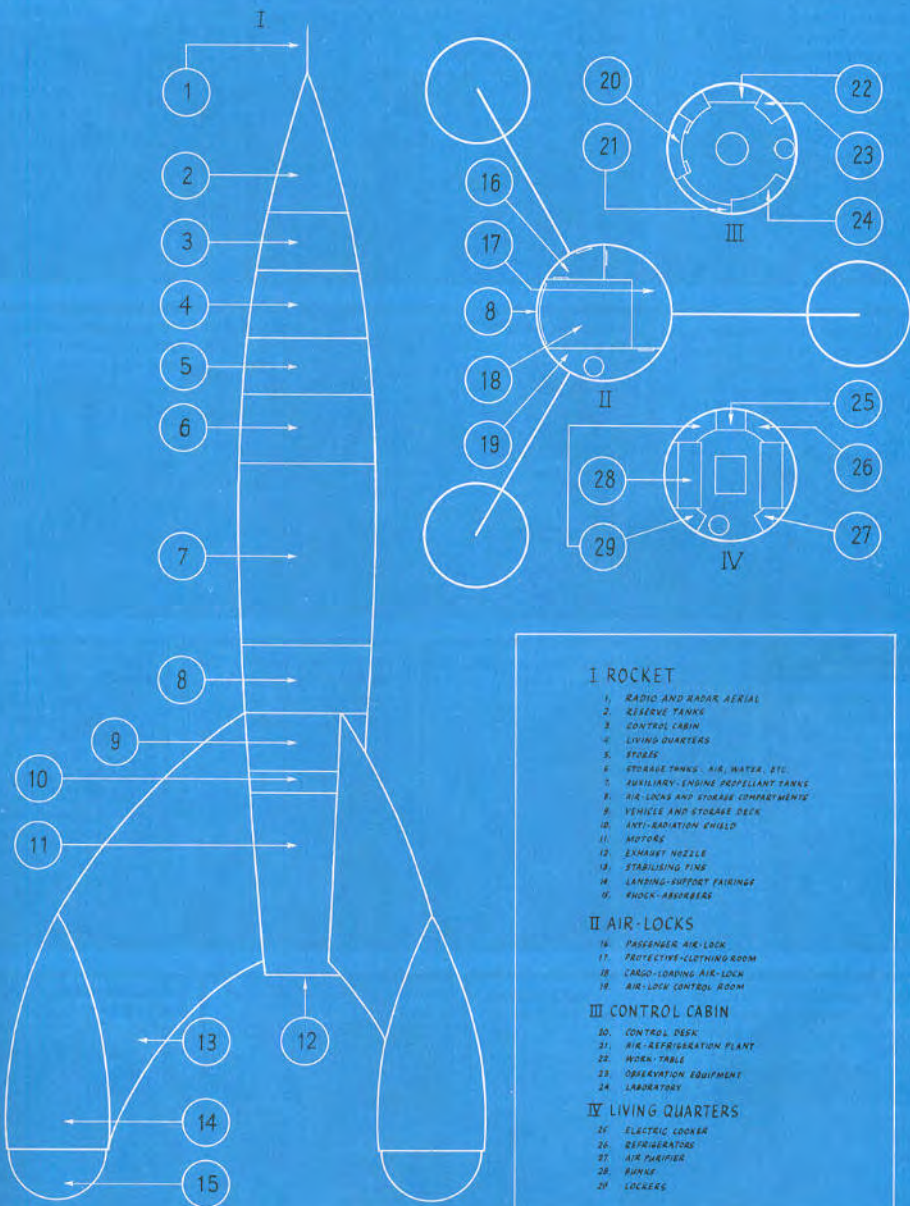 I
1
2
3
4
5
6
7
8
9
10
11
12
13
14
15
16
17
8
18
19
II
20
21
22
23
24
III
25
26
27
28
29
IV
I ROCKET
1. RADIO AND RADAR AERIAL
2. RESERVE TANKS
3. CONTROL CABIN
4. LIVING QUARTERS
5. STORES
6. STORAGE TANKS, AIR, WATER, ETC.
7. AUXILIARY-ENGINE PROPELLANT TANKS
8. AIR-LOCKS AND STORAGE COMPARTMENTS
9. VEHICLE AND STORAGE DECK
10. ANTI-RADIATION SHIELD
11. MOTORS
12. EXHAUST NOZZLE
13. STABILISING FINS
14. LANDING-SUPPORT FAIRINGS
15. SHOCK-ABSORBERS
II AIR-LOCKS
16. PASSENGER AIR-LOCK
17. PROTECTIVE-CLOTHING ROOM
18. CARGO-LOADING AIR-LOCK
19. AIR-LOCK CONTROL ROOM
III CONTROL CABIN
20. CONTROL DESK
21. AIR-REFRIGERATION PLANT
22. WORK-TABLE
23. OBSERVATION EQUIPMENT
24. LABORATORY
IV LIVING QUARTERS
25. ELECTRIC COOKER
26. REFRIGERATORS
27. AIR PURIFIER
28. BUNKS
29. LOCKERS